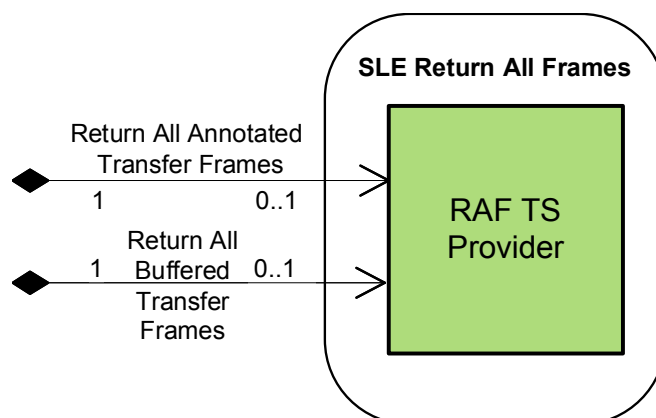 SLE Return All Frames
Return All Annotated
Transfer Frames
1 0..1
RAF TS
Provider
Return All
1 0..1
Buffered
Transfer
Frames